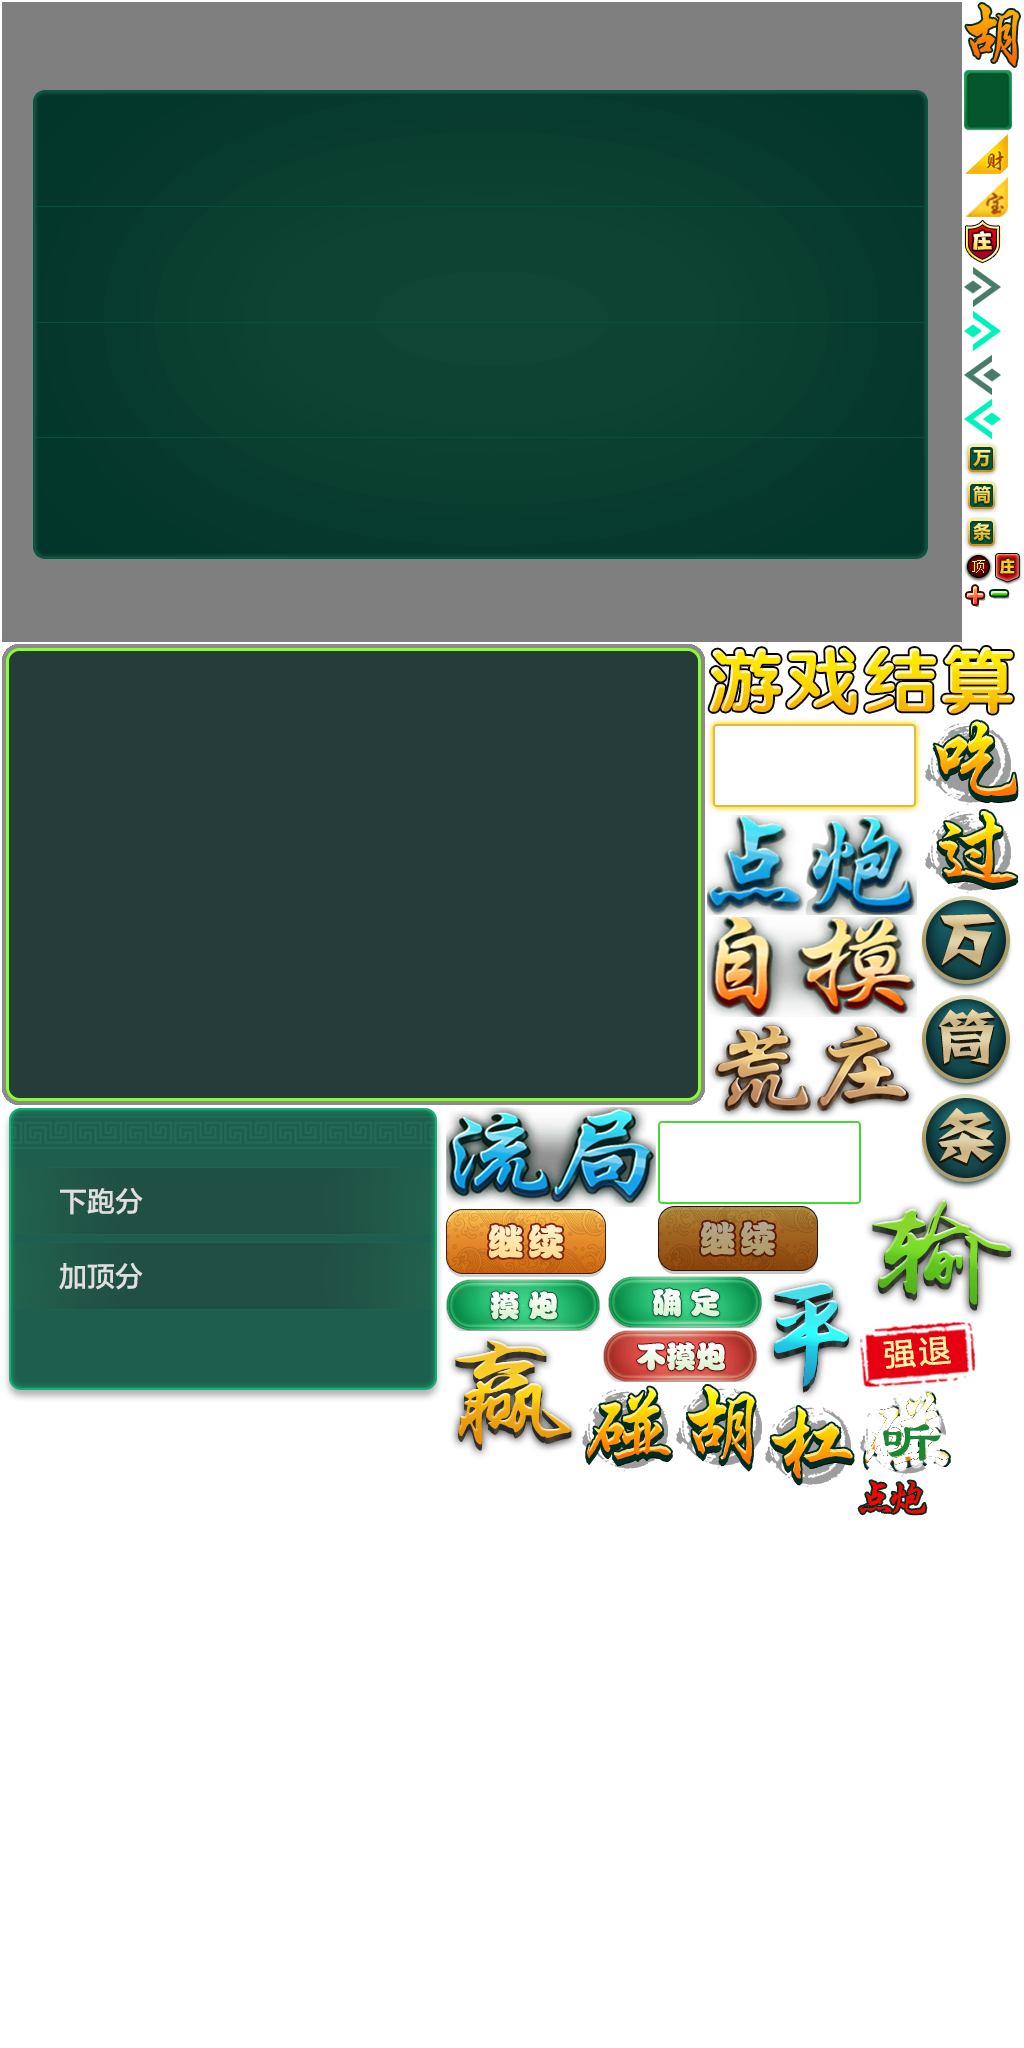 胡
财
宝
庄
万
筒
条
顶 庄
游戏结算
吃
点炮
过
自摸
万
荒庄
筒
流局
条
下跑分
加顶分
继续
继续
输
摸炮
确定
平
强退
不摸炮
赢
碰
胡
杠
听
点炮